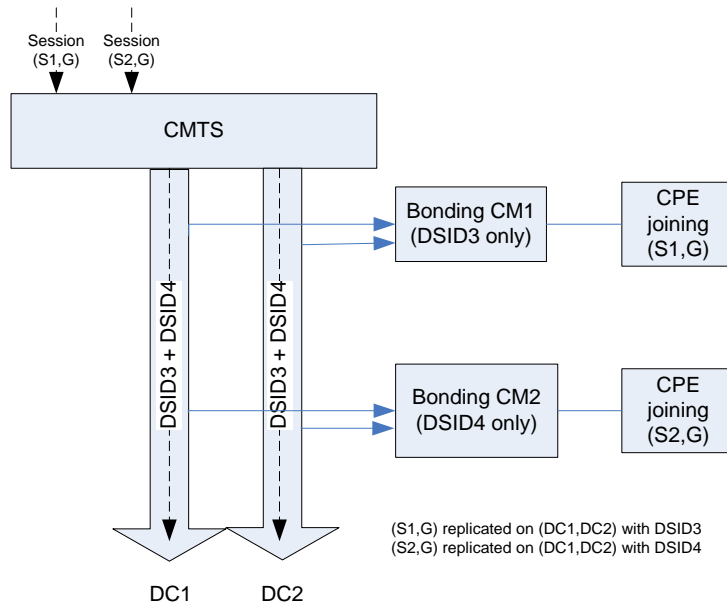 Session
(S1,G)
Session
(S2,G)
CMTS
Bonding CM1
(DSID3 only)
CPE
joining
(S1,G)
DSID3 + DSID4
DSID3 + DSID4
Bonding CM2
(DSID4 only)
CPE
joining
(S2,G)
(S1,G) replicated on (DC1,DC2) with DSID3
(S2,G) replicated on (DC1,DC2) with DSID4
DC1
DC2